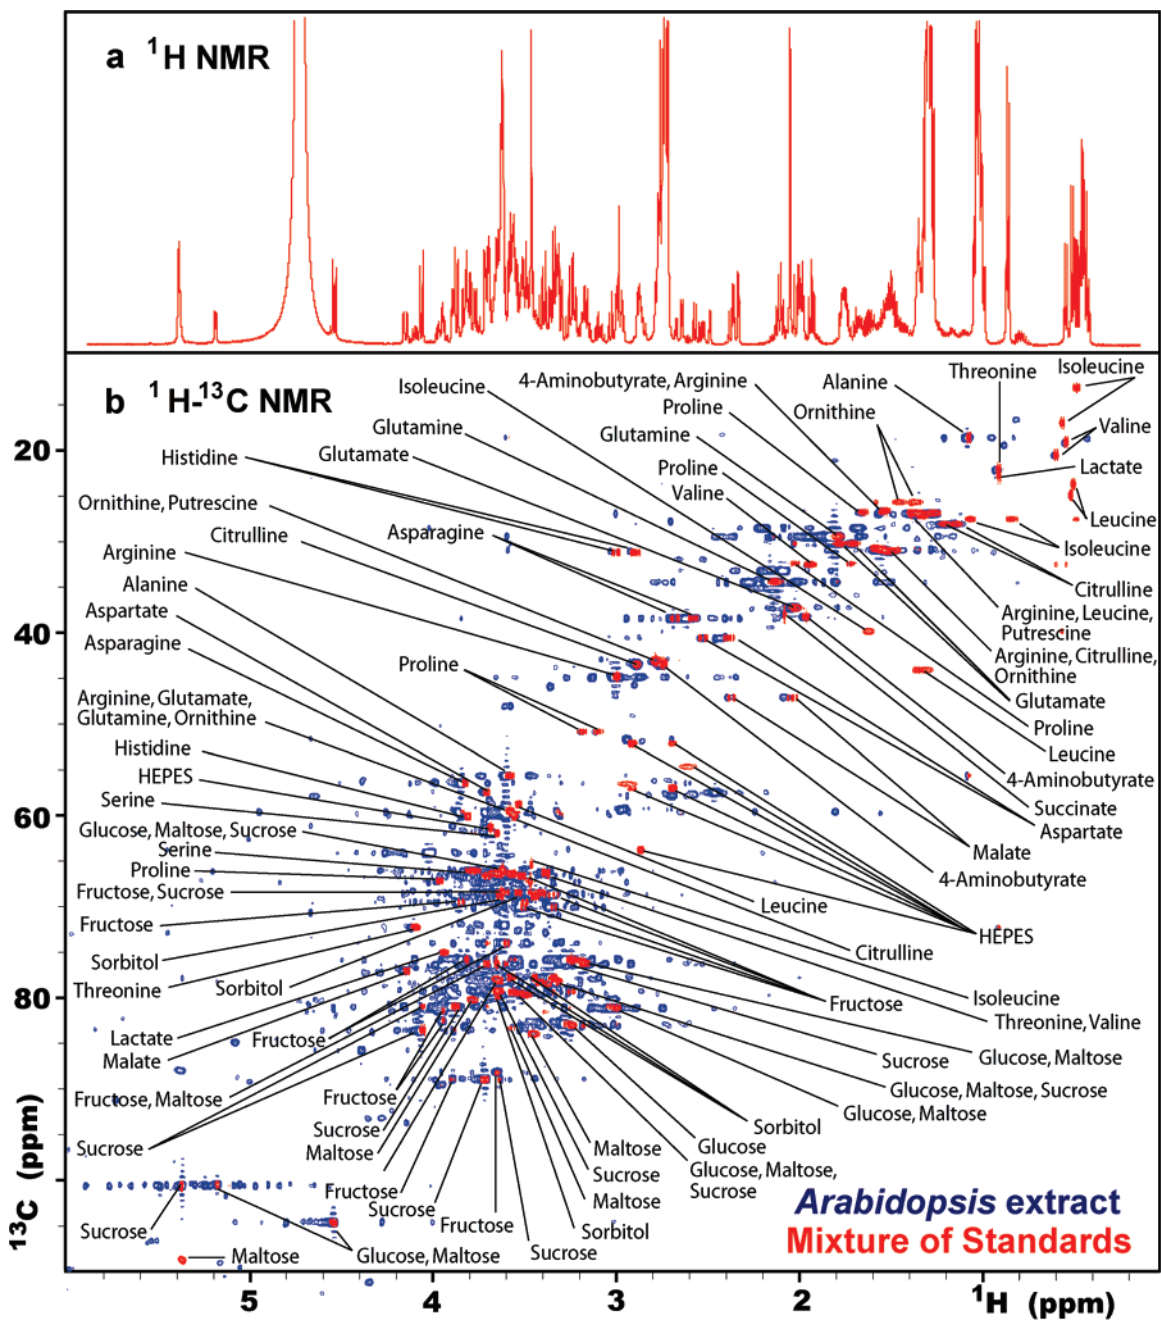 a ¹H NMR
b ¹H-¹³C NMR
Isoleucine
4-Aminobutyrate, Arginine
Alanine
Threonine
Isoleucine
Proline
Ornithine
Glutamine
Glutamine
Valine
Histidine
Glutamate
Proline
Lactate
Valine
Ornithine, Putrescine
Citrulline
Asparagine
Leucine
Arginine
Isoleucine
Alanine
Citrulline
Aspartate
Arginine, Leucine,
Putrescine
Asparagine
Proline
Arginine, Citrulline,
Ornithine
Arginine, Glutamate,
Glutamine, Ornithine
Glutamate
Proline
Histidine
Leucine
HEPES
4-Aminobutyrate
Serine
Succinate
Glucose, Maltose, Sucrose
Aspartate
Serine
Malate
Proline
4-Aminobutyrate
Fructose, Sucrose
Leucine
Fructose
HEPES
Citrulline
Sorbitol
Threonine
Sorbitol
Fructose
Isoleucine
Threonine, Valine
Lactate
Fructose
Malate
Sucrose
Glucose, Maltose
Fructose, Maltose
Fructose
Glucose, Maltose, Sucrose
Glucose, Maltose
Sucrose
Sorbitol
Sucrose
Maltose
Maltose
Glucose
Sucrose
Glucose, Maltose,
Sucrose
Fructose
Sucrose
Maltose
Sucrose
Fructose
Sorbitol
Sucrose
Maltose
Glucose, Maltose
Arabidopsis extract
Mixture of Standards
20
40
60
80
¹³C (ppm)
5
4
3
2
¹H (ppm)